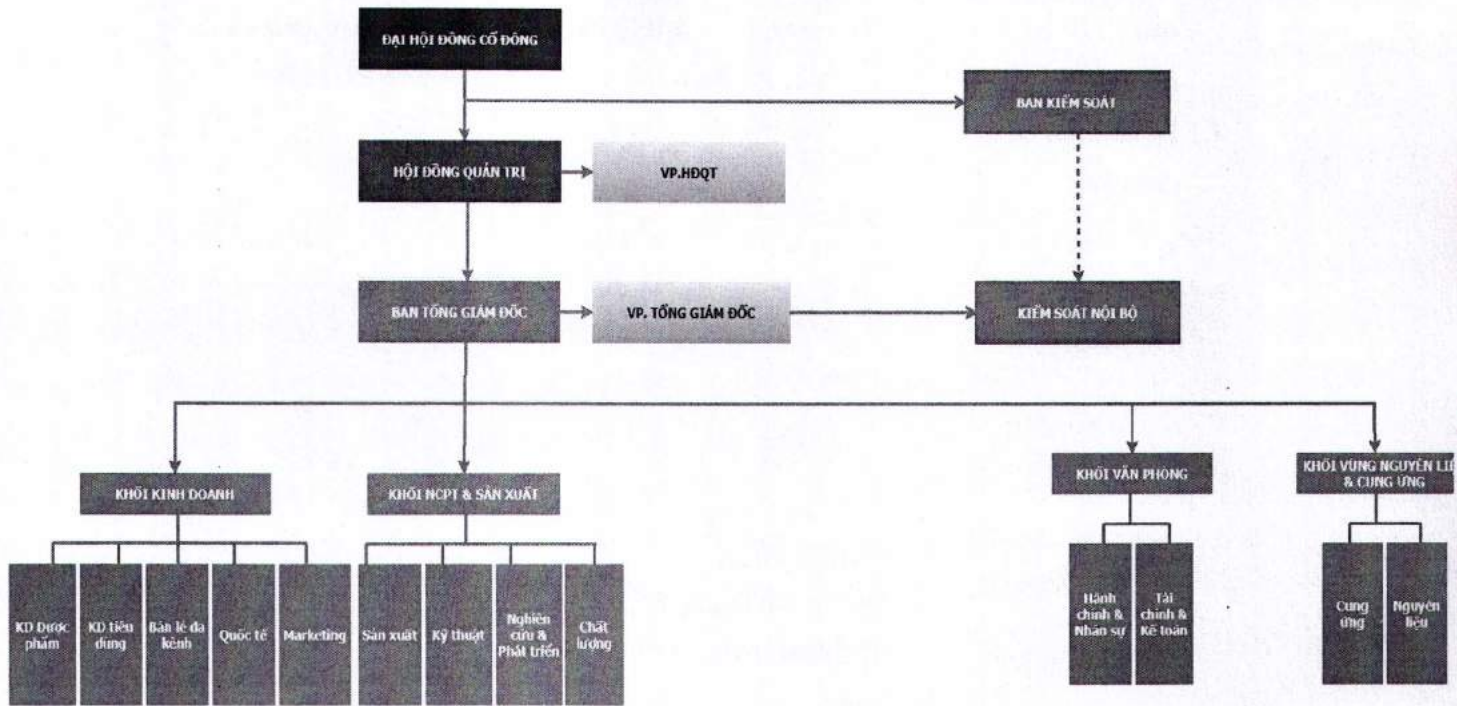 ĐẠI HỘI ĐỒNG CỔ ĐÔNG
BAN KIỂM SOÁT
HỘI ĐỒNG QUẢN TRỊ
VP.HĐQT
BAN TỔNG GIÁM ĐỐC
VP. TỔNG GIÁM ĐỐC
KIỂM SOÁT NỘI BỘ
KHỐI KINH DOANH
KHỐI NCPT & SẢN XUẤT
KHỐI VĂN PHÒNG
KHỐI VÙNG NGUYÊN LIỆ
& CUNG ỨNG
KD Dược
phẩm
KD tiêu
dùng
Bán lẻ đa
kênh
Quốc tế
Marketing
Sản xuất
Kỹ thuật
Nghiên
cứu &
Phát triển
Chất
lượng
Hành
chính &
Nhân sự
Tài
chính &
Kế toán
Cung
ứng
Nguyên
liệu